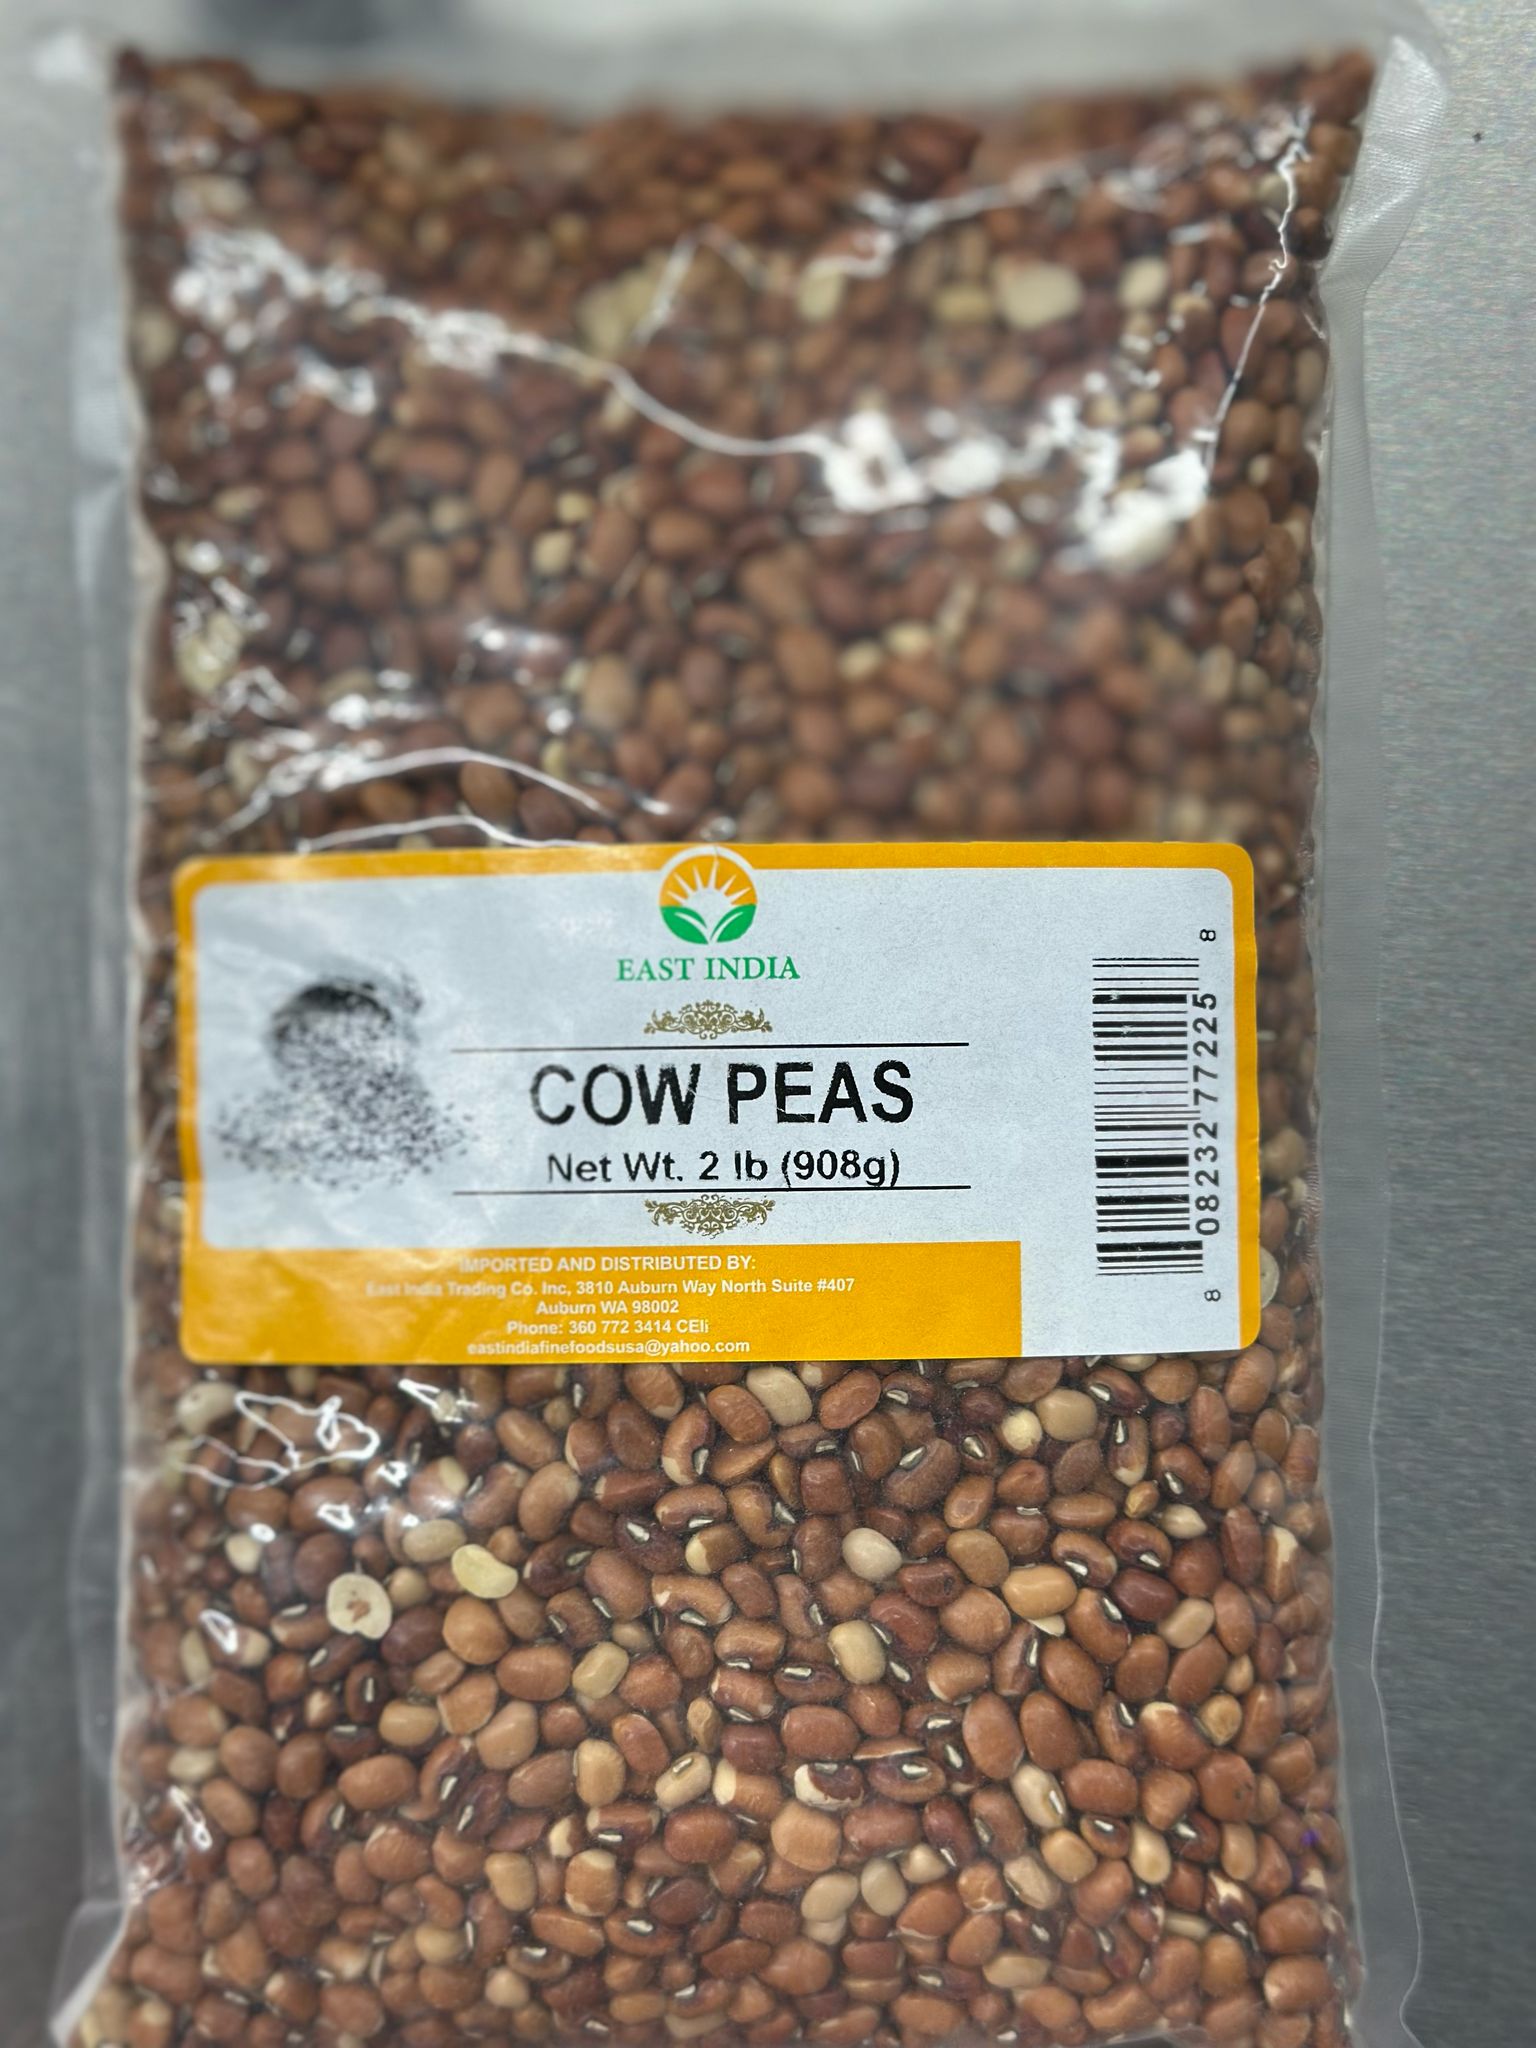 EAST INDIA
COW PEAS
Net Wt. 2 lb (908g)
IMPORTED AND DISTRIBUTED BY:
East India Trading Co. Inc, 3810 Auburn Way North Suite #407
Auburn WA 98002
Phone: 360 772 3414 CEli
eastindiafinefoodsusa@yahoo.com
8 08232 77225 8